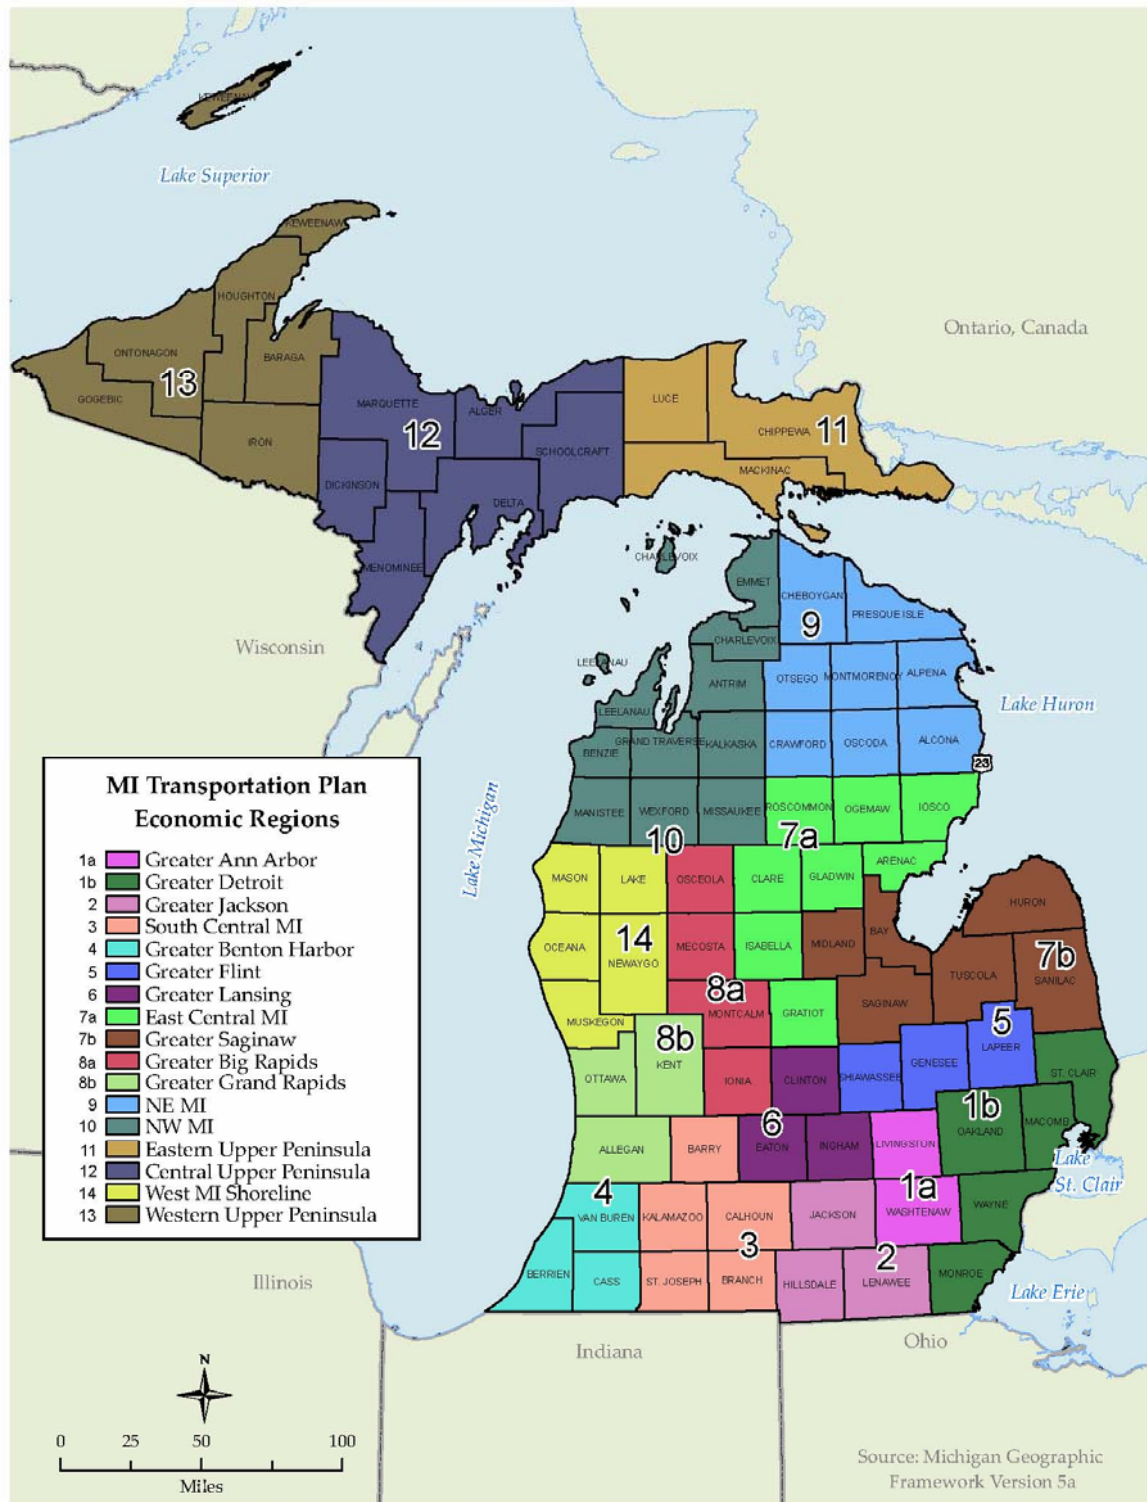 KEWEENAW
Lake Superior
KEWEENAW
HOUGHTON
Ontario, Canada
ONTONAGON
BARAGA
13
GOGEBIC
MARQUETTE
ALGER
LUCE
12
CHIPPEWA
11
IRON
SCHOOLCRAFT
MACKINAC
DICKINSON
DELTA
CHARLEVOIX
MENOMINEE
EMMET
CHEBOYGAN
PRESQUE ISLE
9
Wisconsin
CHARLEVOIX
LEELANAU
ANTRIM
OTSEGO
MONTMORENCY
ALPENA
Lake Huron
LEELANAU
BENZIE
GRAND TRAVERSE
KALKASKA
CRAWFORD
OSCODA
ALCONA
23
MANISTEE
WEXFORD
MISSAUKEE
ROSCOMMON
OGEMAW
IOSCO
10
7a
Lake Michigan
MASON
LAKE
OSCEOLA
CLARE
GLADWIN
ARENAC
HURON
OCEANA
14
NEWAYGO
MECOSTA
ISABELLA
MIDLAND
BAY
7b
TUSCOLA
SANILAC
8a
MUSKEGON
MONTCALM
GRATIOT
SAGINAW
5
8b
OTTAWA
KENT
IONIA
CLINTON
SHIAWASSEE
GENESEE
LAPEER
ST. CLAIR
1b
6
ALLEGAN
BARRY
EATON
INGHAM
LIVINGSTON
OAKLAND
MACOMB
Lake
St. Clair
4
1a
VAN BUREN
KALAMAZOO
CALHOUN
JACKSON
WASHTENAW
WAYNE
3
2
BERRIEN
CASS
ST. JOSEPH
BRANCH
HILLSDALE
LENAWEE
MONROE
Lake Erie
MI Transportation Plan
Economic Regions
1a Greater Ann Arbor
1b Greater Detroit
2 Greater Jackson
3 South Central MI
4 Greater Benton Harbor
5 Greater Flint
6 Greater Lansing
7a East Central MI
7b Greater Saginaw
8a Greater Big Rapids
8b Greater Grand Rapids
9 NE MI
10 NW MI
11 Eastern Upper Peninsula
12 Central Upper Peninsula
14 West MI Shoreline
13 Western Upper Peninsula
Illinois
Indiana
Ohio
N
0 25 50 100
Miles
Source: Michigan Geographic
Framework Version 5a